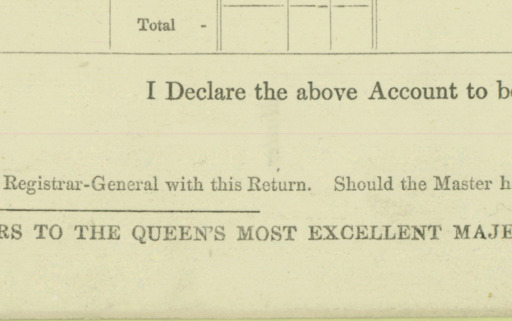 Total -
I Declare the above Account to b
Registrar-General with this Return. Should the Master h
RS TO THE QUEEN'S MOST EXCELLENT MAJE